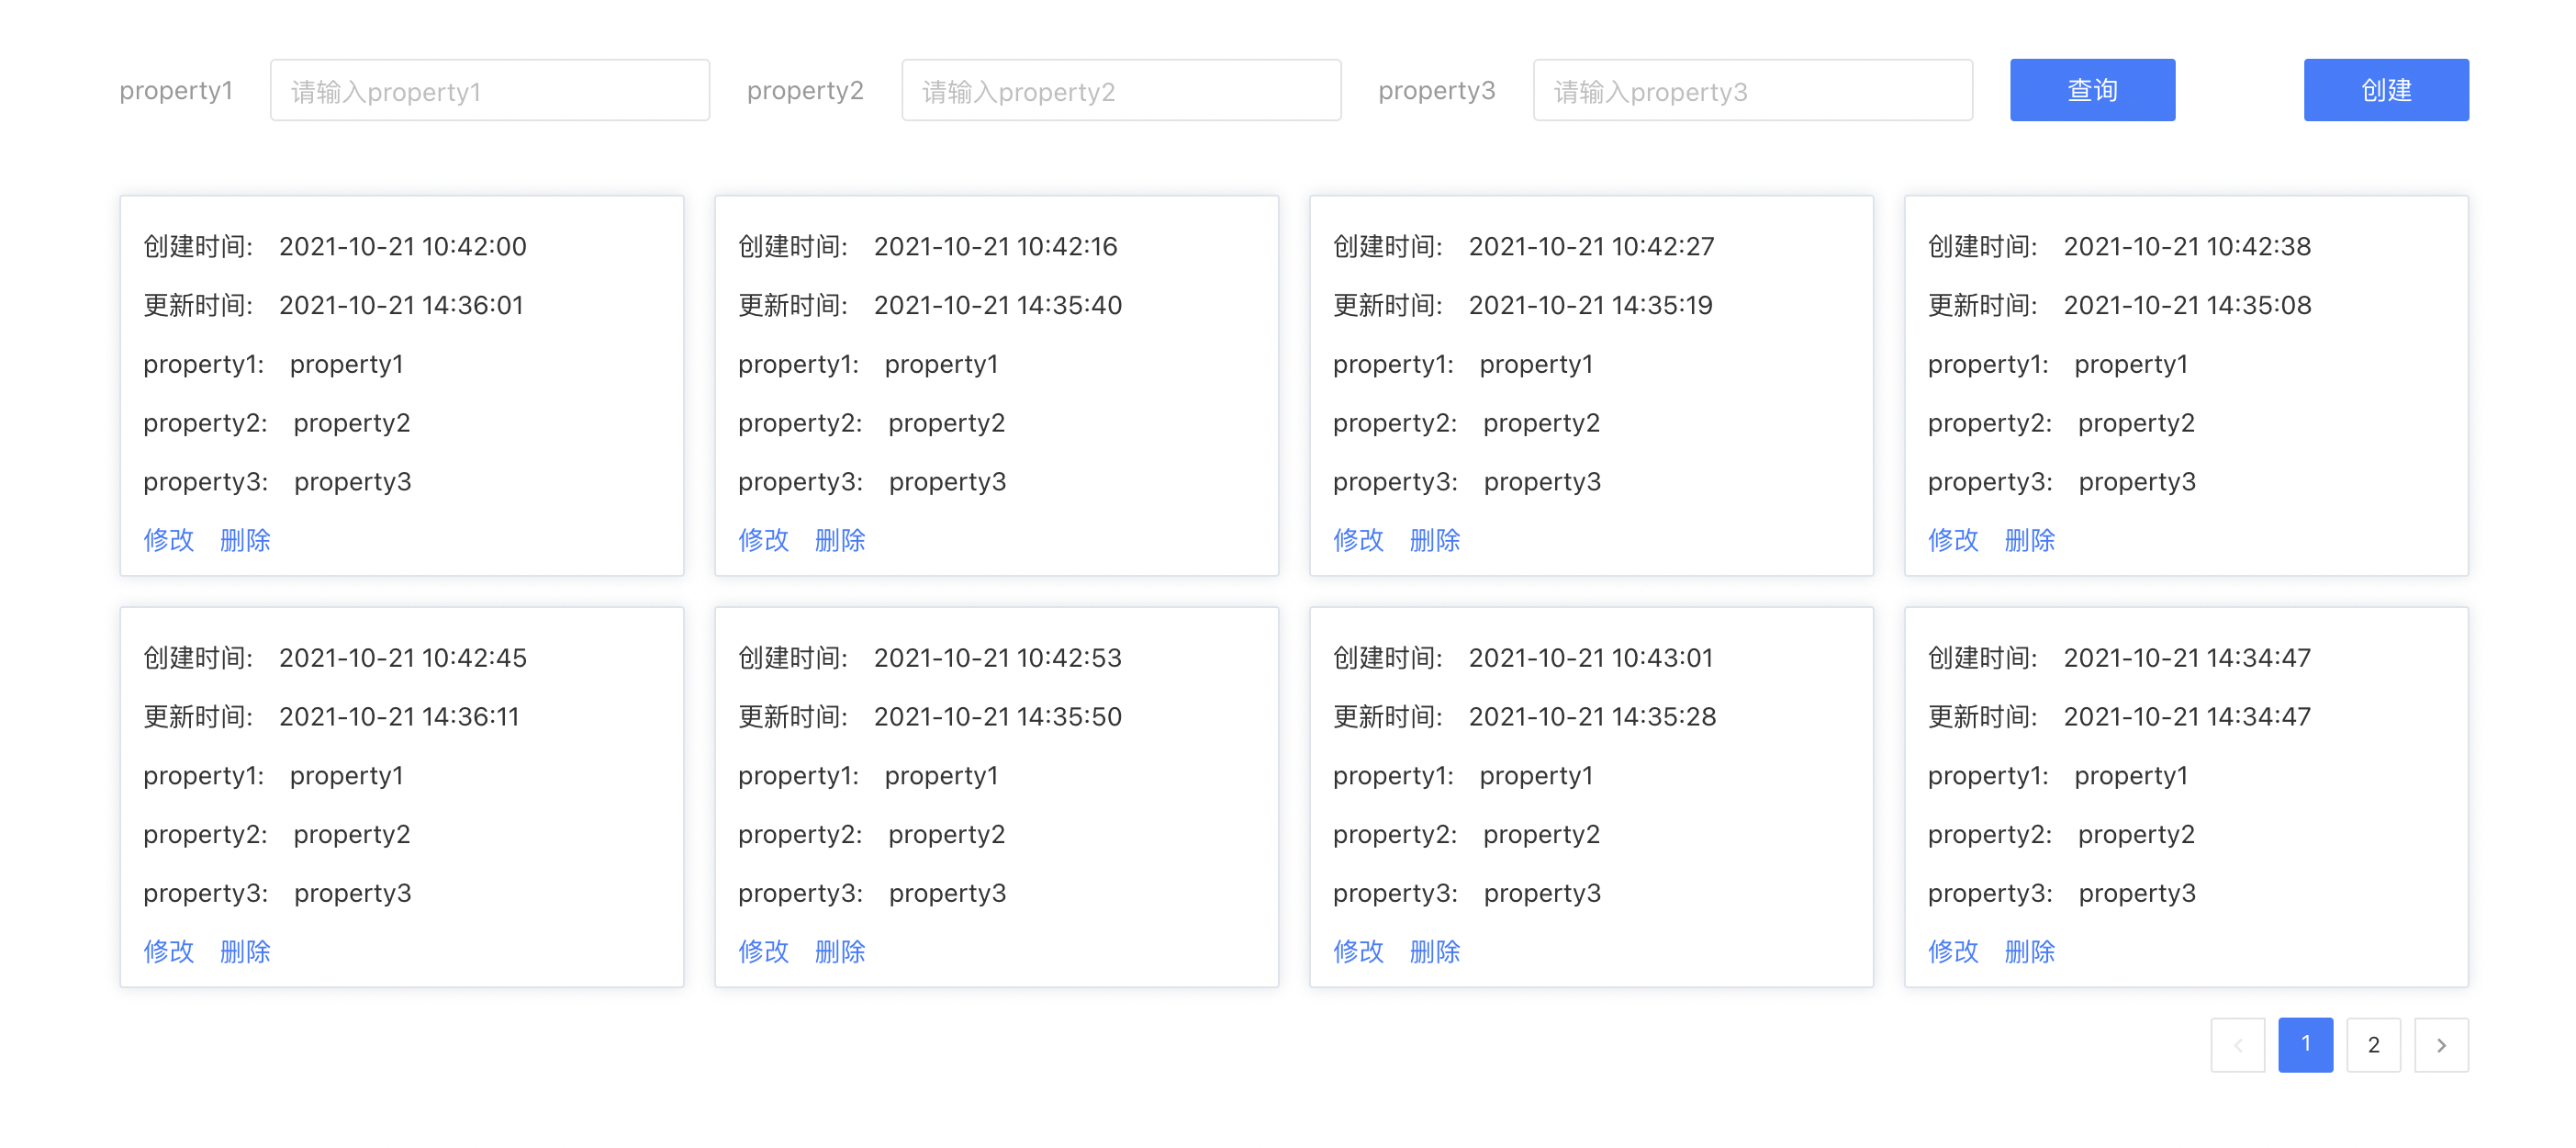 property1 请输入property1 property2 请输入property2 property3 请输入property3 查询 创建
创建时间: 2021-10-21 10:42:00
更新时间: 2021-10-21 14:36:01
property1: property1
property2: property2
property3: property3
修改 删除
创建时间: 2021-10-21 10:42:16
更新时间: 2021-10-21 14:35:40
property1: property1
property2: property2
property3: property3
修改 删除
创建时间: 2021-10-21 10:42:27
更新时间: 2021-10-21 14:35:19
property1: property1
property2: property2
property3: property3
修改 删除
创建时间: 2021-10-21 10:42:38
更新时间: 2021-10-21 14:35:08
property1: property1
property2: property2
property3: property3
修改 删除
创建时间: 2021-10-21 10:42:45
更新时间: 2021-10-21 14:36:11
property1: property1
property2: property2
property3: property3
修改 删除
创建时间: 2021-10-21 10:42:53
更新时间: 2021-10-21 14:35:50
property1: property1
property2: property2
property3: property3
修改 删除
创建时间: 2021-10-21 10:43:01
更新时间: 2021-10-21 14:35:28
property1: property1
property2: property2
property3: property3
修改 删除
创建时间: 2021-10-21 14:34:47
更新时间: 2021-10-21 14:34:47
property1: property1
property2: property2
property3: property3
修改 删除
1 2